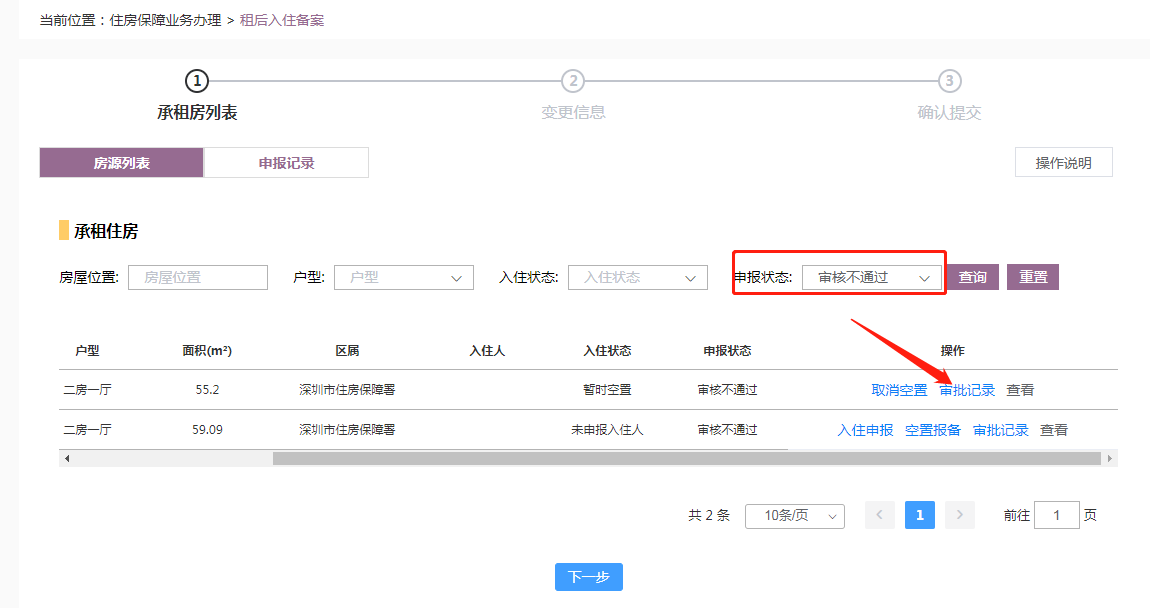 当前位置：住房保障业务办理 > 租后入住备案
1 2 3
承租房列表 变更信息 确认提交
房源列表 申报记录 操作说明
承租住房
房屋位置: 房屋位置 户型: 户型 入住状态: 入住状态 申报状态: 审核不通过 查询 重置
户型 面积(m²) 区属 入住人 入住状态 申报状态 操作
二房一厅 55.2 深圳市住房保障署 暂时空置 审核不通过 取消空置 审批记录 查看
二房一厅 59.09 深圳市住房保障署 未申报入住人 审核不通过 入住申报 空置报备 审批记录 查看
共 2 条 10条/页 < 1 > 前往 1 页
下一步